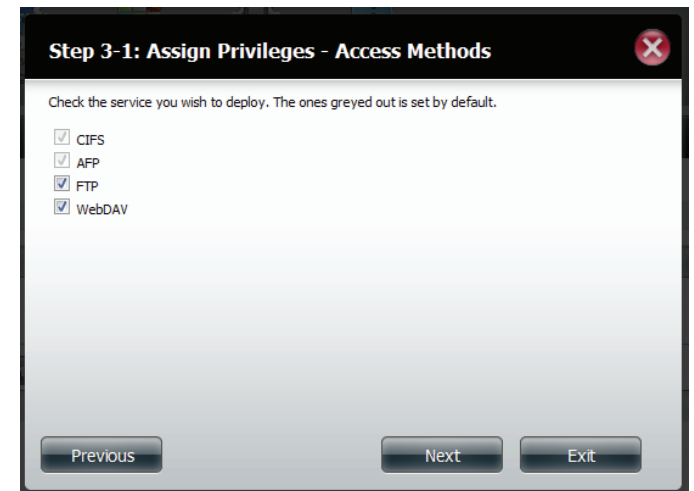 Step 3-1: Assign Privileges - Access Methods
Check the service you wish to deploy. The ones greyed out is set by default.
CIFS
AFP
FTP
WebDAV
Previous
Next
Exit